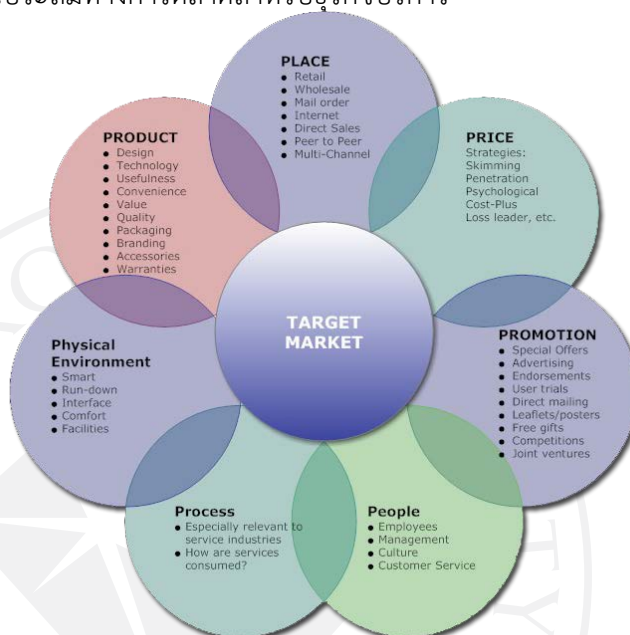 PLACE
• Retail
• Wholesale
• Mail order
• Internet
• Direct Sales
• Peer to Peer
• Multi-Channel
PRICE
Strategies:
Skimming
Penetration
Psychological
Cost-Plus
Loss leader, etc.
PRODUCT
• Design
• Technology
• Usefulness
• Convenience
• Value
• Quality
• Packaging
• Branding
• Accessories
• Warranties
TARGET
MARKET
PROMOTION
• Special Offers
• Advertising
• Endorsements
• User trials
• Direct mailing
• Leaflets/posters
• Free gifts
• Competitions
• Joint ventures
Physical
Environment
• Smart
• Run-down
• Interface
• Comfort
• Facilities
Process
• Especially relevant to
service industries
• How are services
consumed?
People
• Employees
• Management
• Culture
• Customer Service